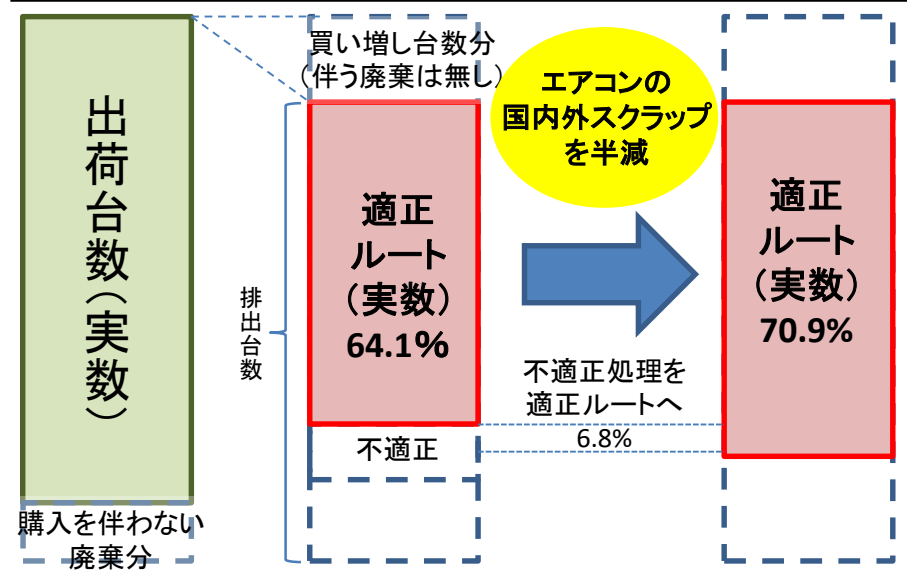 出荷台数(実数)
購入を伴わない
廃棄分
買い増し台数分
(伴う廃棄は無し)
排出台数
適正
ルート
(実数)
64.1%
不適正
エアコンの
国内外スクラップ
を半減
不適正処理を
適正ルートへ
6.8%
適正
ルート
(実数)
70.9%